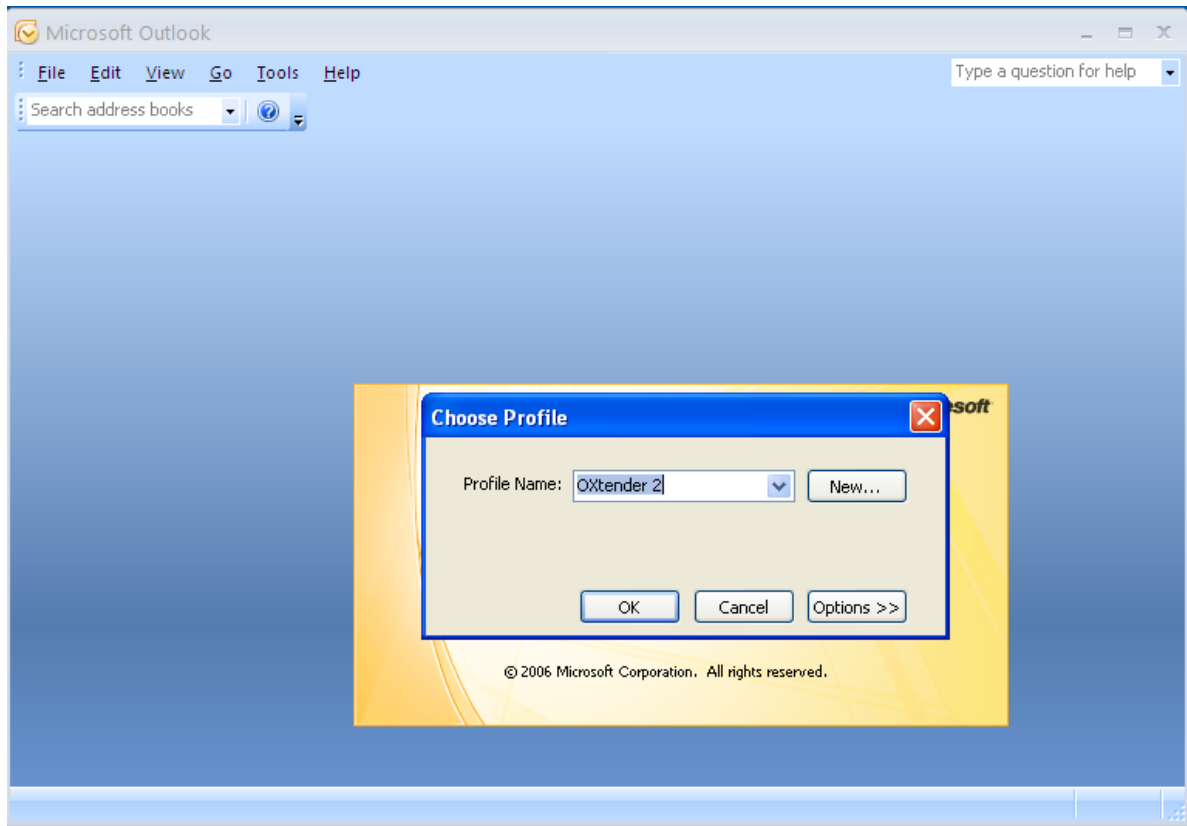 Microsoft Outlook
File Edit View Go Tools Help
Type a question for help
Search address books
soft
Choose Profile
Profile Name: OXtender 2 New...
OK Cancel Options >>
© 2006 Microsoft Corporation. All rights reserved.